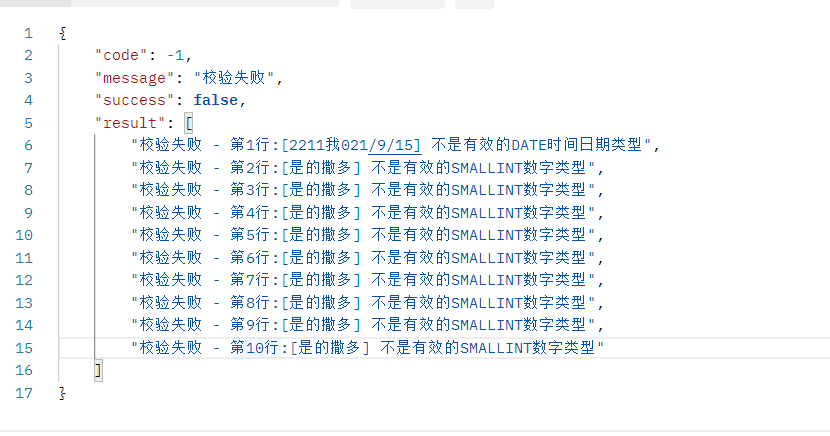 1 {
2 "code": -1,
3 "message": "校验失败",
4 "success": false,
5 "result": [
6 "校验失败 - 第1行:[2211我021/9/15] 不是有效的DATE时间日期类型",
7 "校验失败 - 第2行:[是的撒多] 不是有效的SMALLINT数字类型",
8 "校验失败 - 第3行:[是的撒多] 不是有效的SMALLINT数字类型",
9 "校验失败 - 第4行:[是的撒多] 不是有效的SMALLINT数字类型",
10 "校验失败 - 第5行:[是的撒多] 不是有效的SMALLINT数字类型",
11 "校验失败 - 第6行:[是的撒多] 不是有效的SMALLINT数字类型",
12 "校验失败 - 第7行:[是的撒多] 不是有效的SMALLINT数字类型",
13 "校验失败 - 第8行:[是的撒多] 不是有效的SMALLINT数字类型",
14 "校验失败 - 第9行:[是的撒多] 不是有效的SMALLINT数字类型",
15 "校验失败 - 第10行:[是的撒多] 不是有效的SMALLINT数字类型"
16 ]
17 }